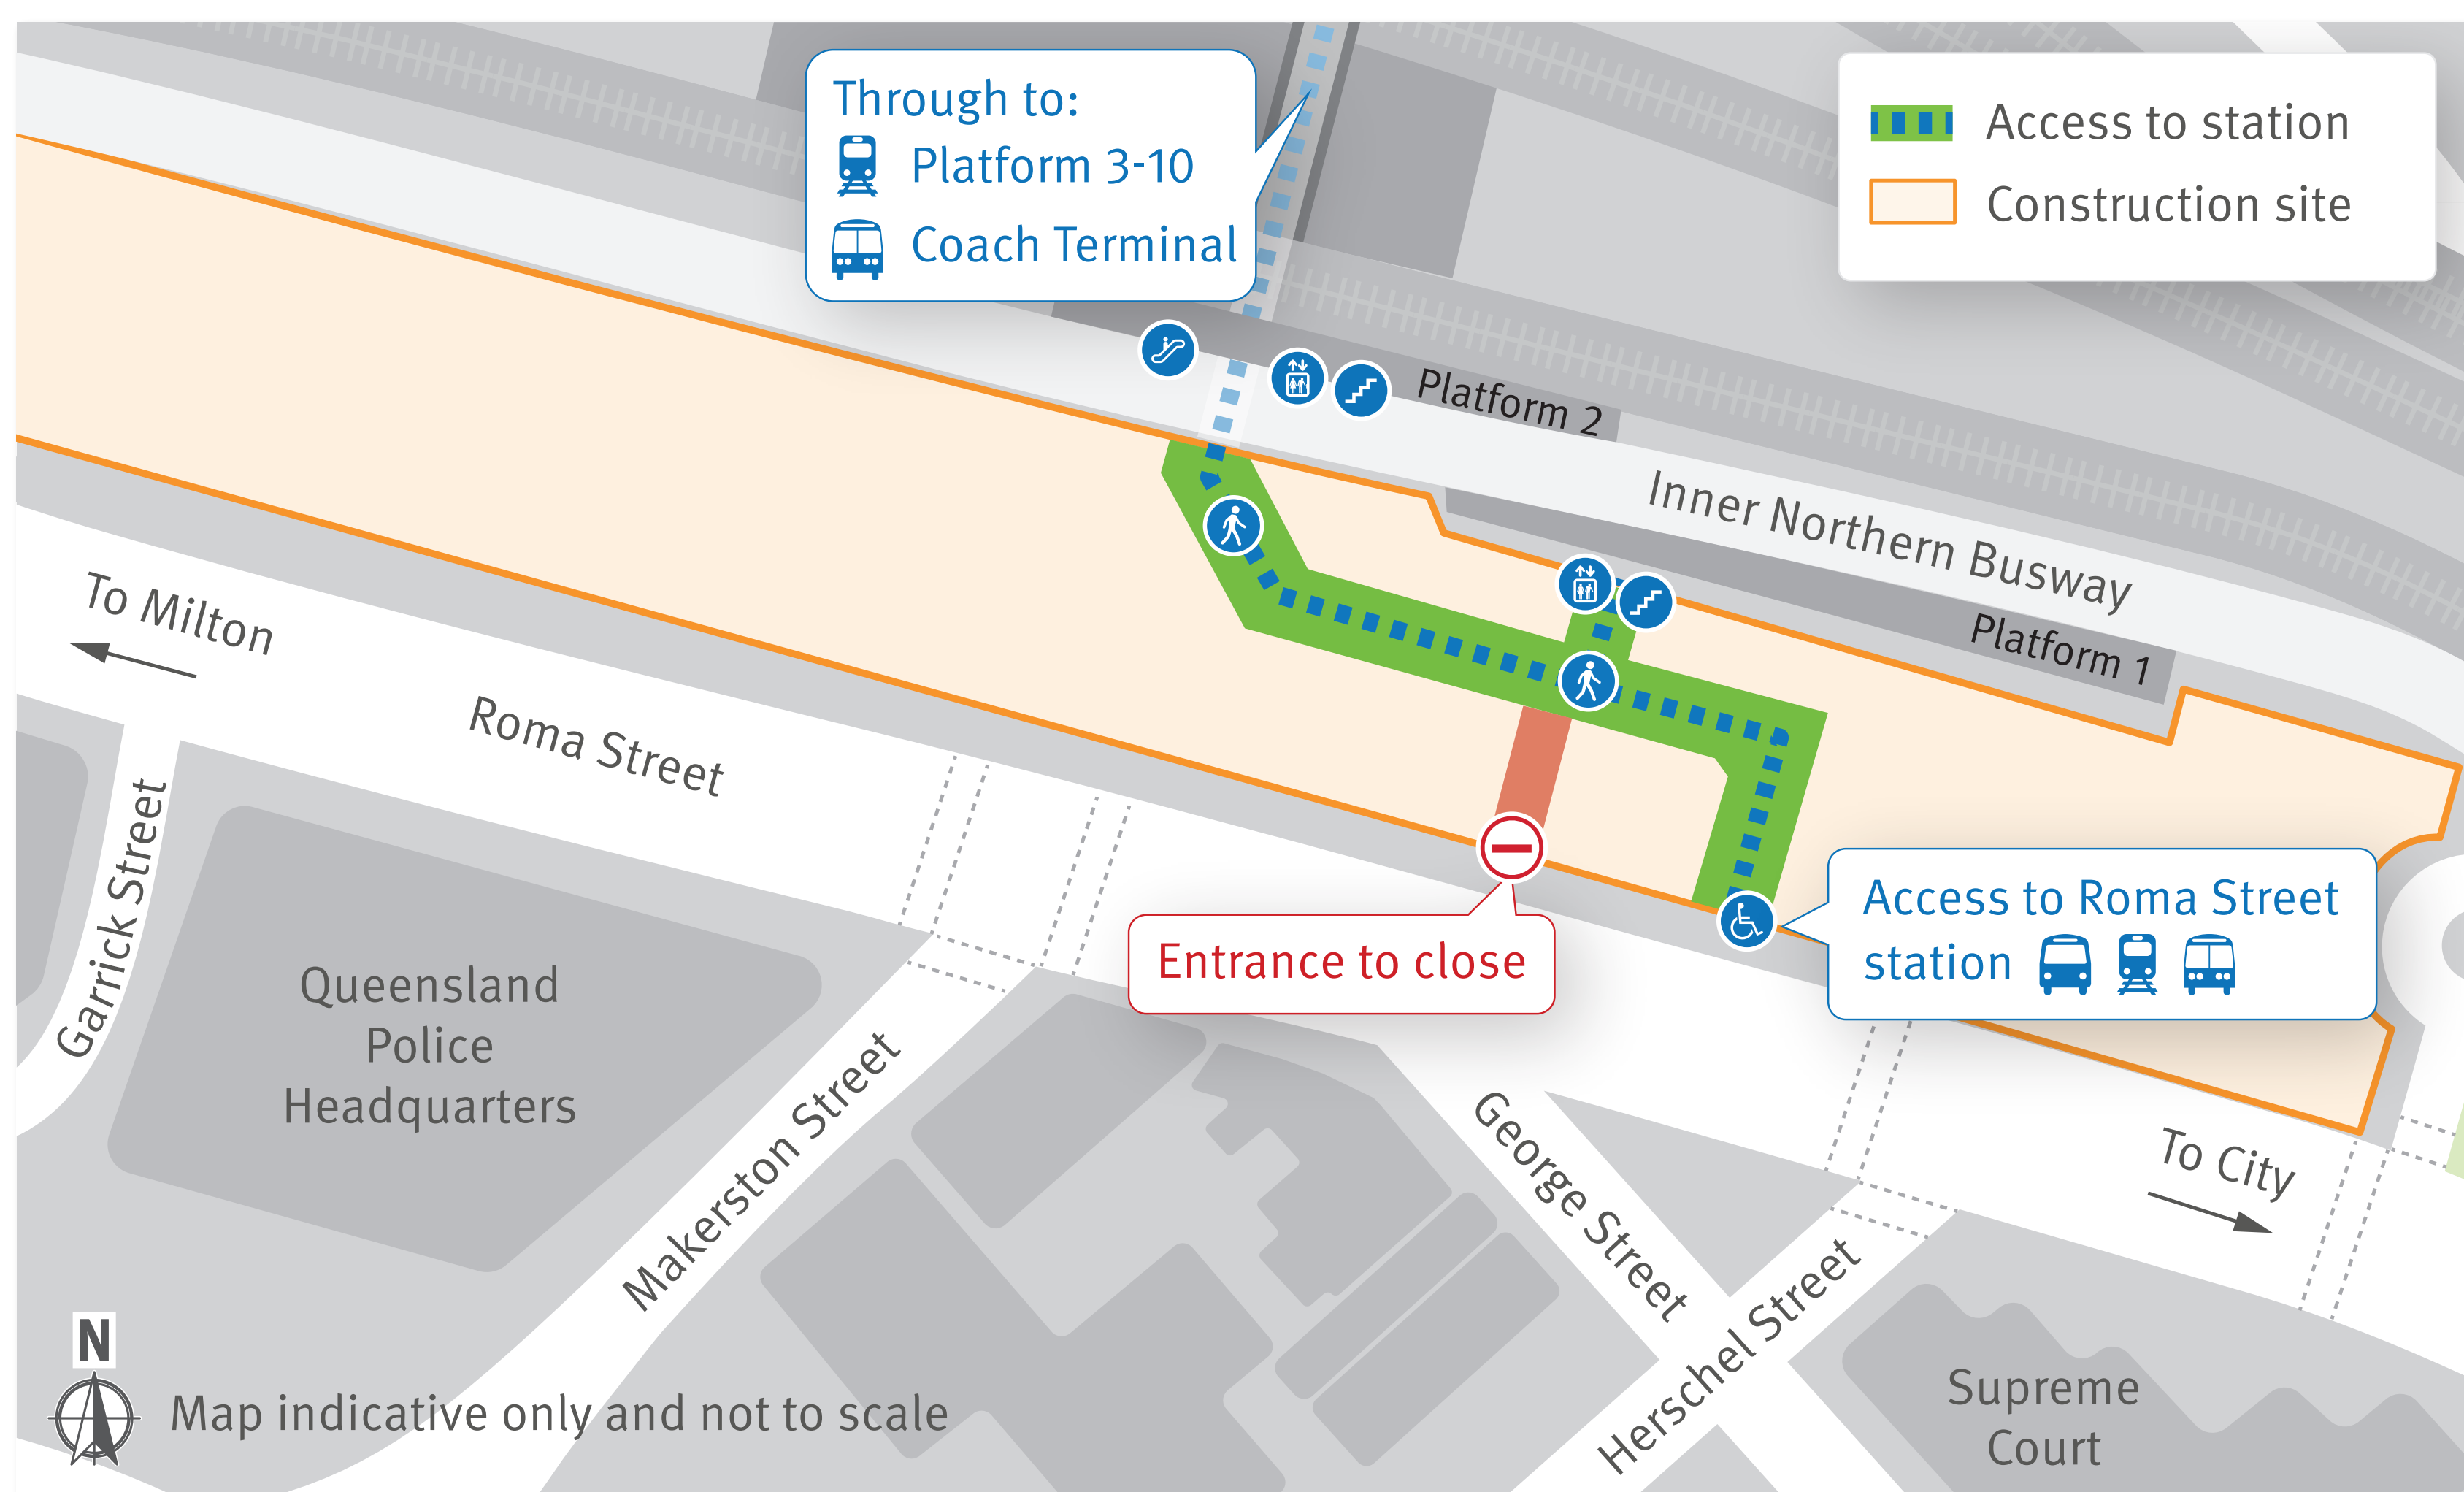 Through to:
Platform 3-10
Coach Terminal
Access to station
Construction site
Platform 2
Inner Northern Busway
Platform 1
To Milton
Roma Street
Garrick Street
Queensland
Police
Headquarters
Makerston Street
Entrance to close
Access to Roma Street
station
George Street
Herschel Street
To City
Supreme
Court
N
Map indicative only and not to scale